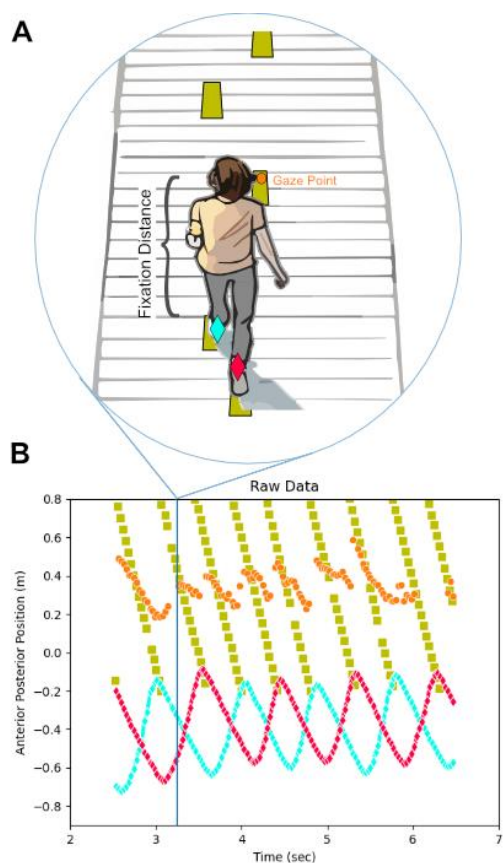 A
Gaze Point
Fixation Distance
B
Raw Data
Anterior Posterior Position (m)
0.8
0.6
0.4
0.2
0.0
−0.2
−0.4
−0.6
−0.8
2 3 4 5 6 7
Time (sec)